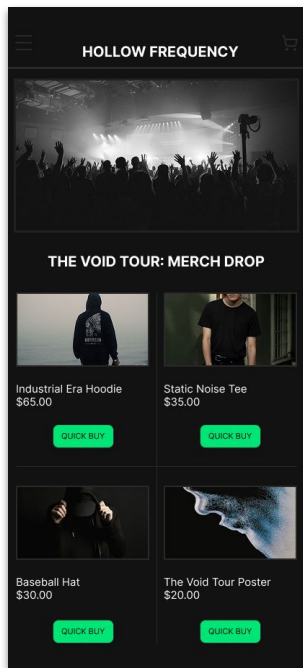 HOLLOW FREQUENCY
THE VOID TOUR: MERCH DROP
Industrial Era Hoodie
$65.00
QUICK BUY
Static Noise Tee
$35.00
QUICK BUY
Baseball Hat
$30.00
QUICK BUY
The Void Tour Poster
$20.00
QUICK BUY